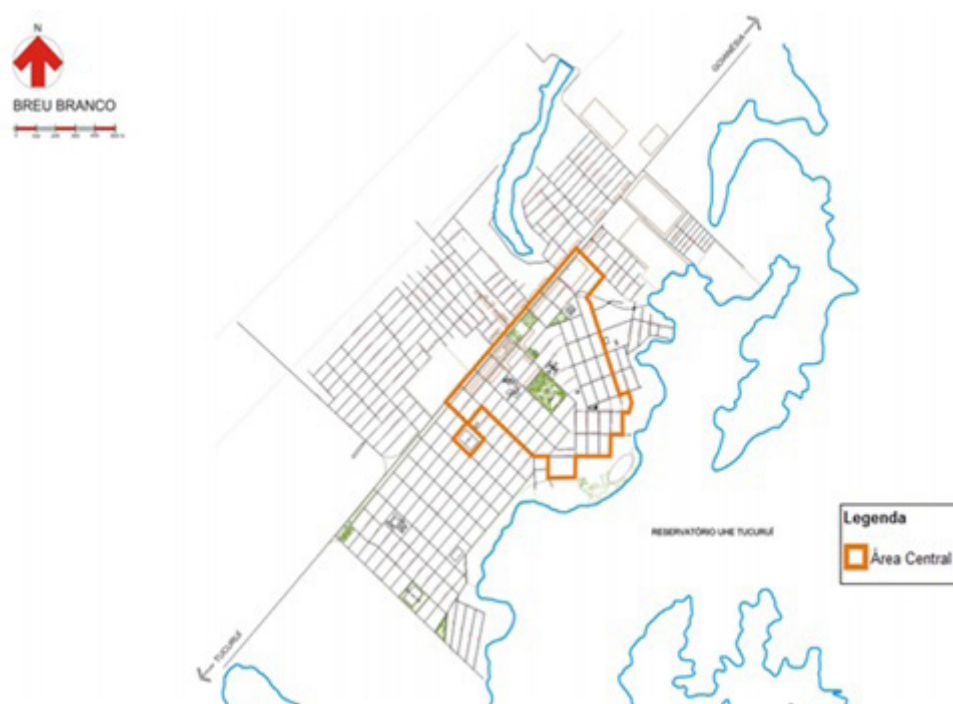 N
BREU BRANCO
GOIANÉSIA
RESERVATÓRIO UHE TUCURUÍ
Legenda
Área Central
TUCURUÍ